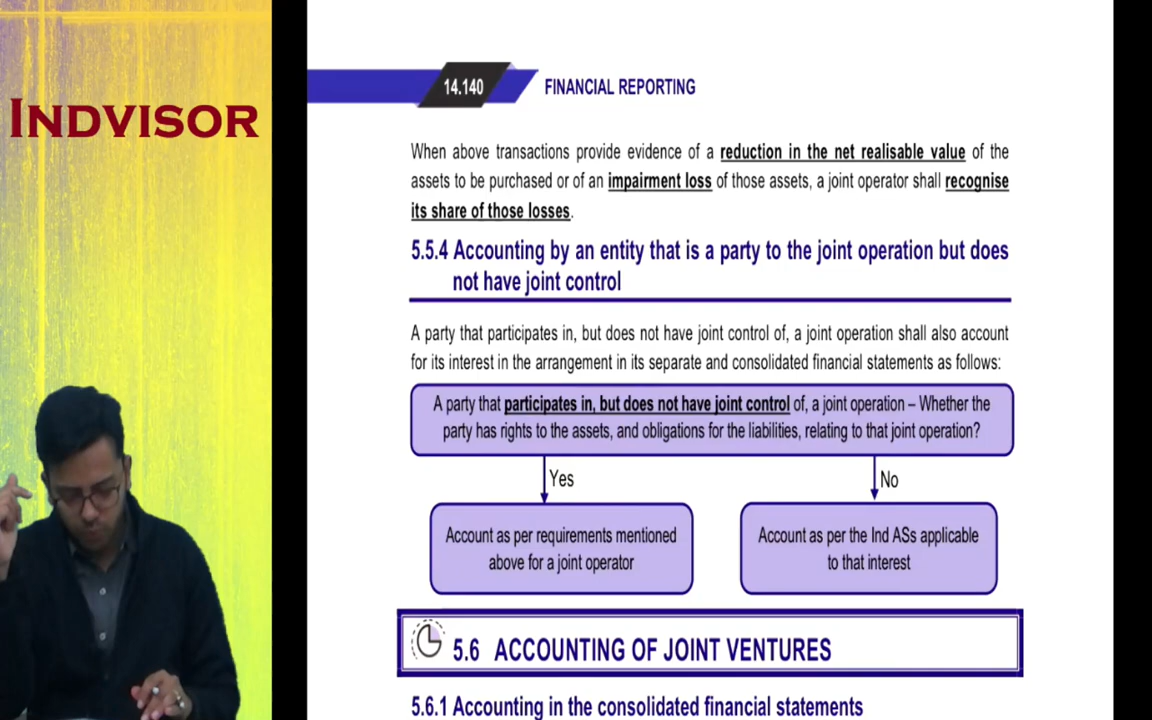 INDVISOR
14.140
FINANCIAL REPORTING
When above transactions provide evidence of a reduction in the net realisable value of the
assets to be purchased or of an impairment loss of those assets, a joint operator shall recognise
its share of those losses.
5.5.4 Accounting by an entity that is a party to the joint operation but does
not have joint control
A party that participates in, but does not have joint control of, a joint operation shall also account
for its interest in the arrangement in its separate and consolidated financial statements as follows:
A party that participates in, but does not have joint control of, a joint operation – Whether the
party has rights to the assets, and obligations for the liabilities, relating to that joint operation?
Yes
No
Account as per requirements mentioned
above for a joint operator
Account as per the Ind ASs applicable
to that interest
5.6 ACCOUNTING OF JOINT VENTURES
5.6.1 Accounting in the consolidated financial statements